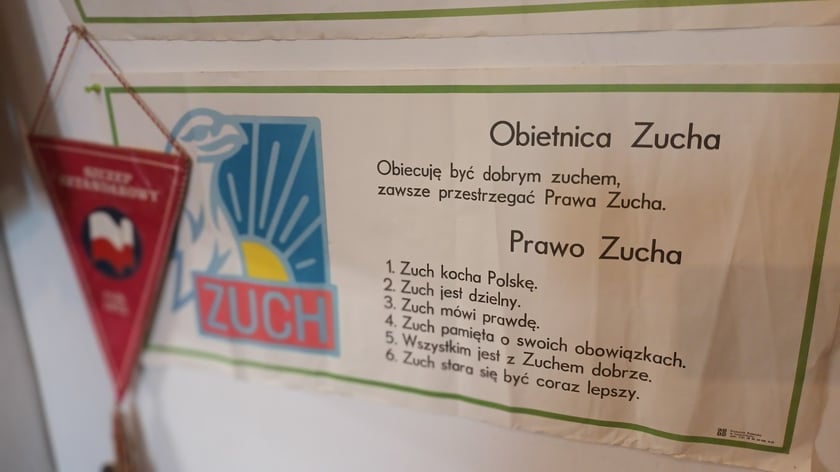 SZCZEP
SZTANDAROWY
ZUCH
Obietnica Zucha
Obiecuję być dobrym zuchem,
zawsze przestrzegać Prawa Zucha.
Prawo Zucha
1. Zuch kocha Polskę.
2. Zuch jest dzielny.
3. Zuch mówi prawdę.
4. Zuch pamięta o swoich obowiązkach.
5. Wszystkim jest z Zuchem dobrze.
6. Zuch stara się być coraz lepszy.